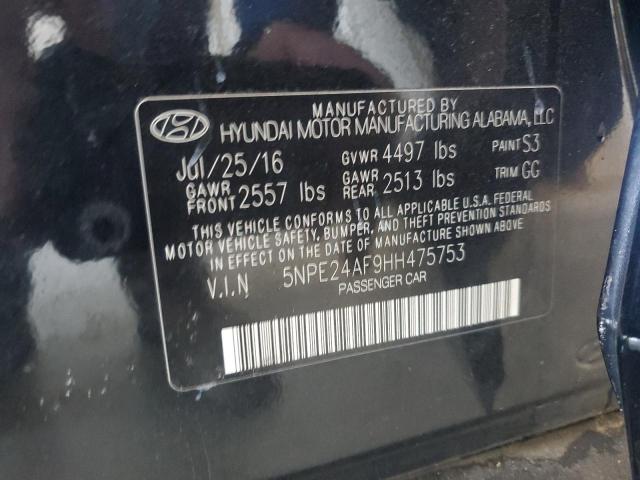 MANUFACTURED BY
HYUNDAI MOTOR MANUFACTURING ALABAMA, LLC
Jul/25/16 GVWR 4497 lbs PAINT S3
GAWR FRONT 2557 lbs GAWR REAR 2513 lbs TRIM GG
THIS VEHICLE CONFORMS TO ALL APPLICABLE U.S.A. FEDERAL
MOTOR VEHICLE SAFETY, BUMPER, AND THEFT PREVENTION STANDARDS
IN EFFECT ON THE DATE OF MANUFACTURE SHOWN ABOVE.
V.I.N 5NPE24AF9HH475753
PASSENGER CAR